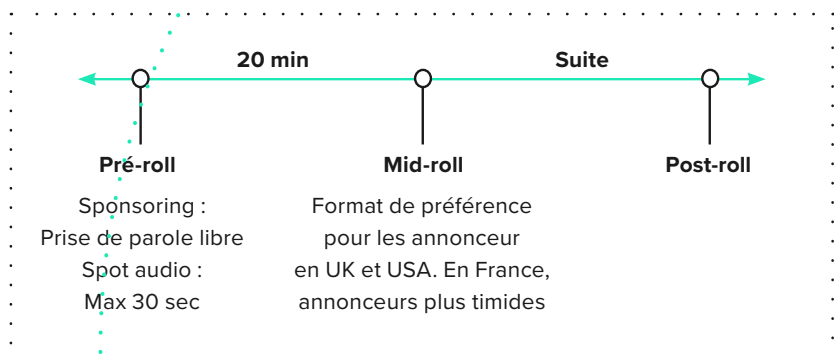 20 min
Suite
Pré-roll
Mid-roll
Post-roll
Sponsoring :
Prise de parole libre
Spot audio :
Max 30 sec
Format de préférence
pour les annonceur
en UK et USA. En France,
annonceurs plus timides